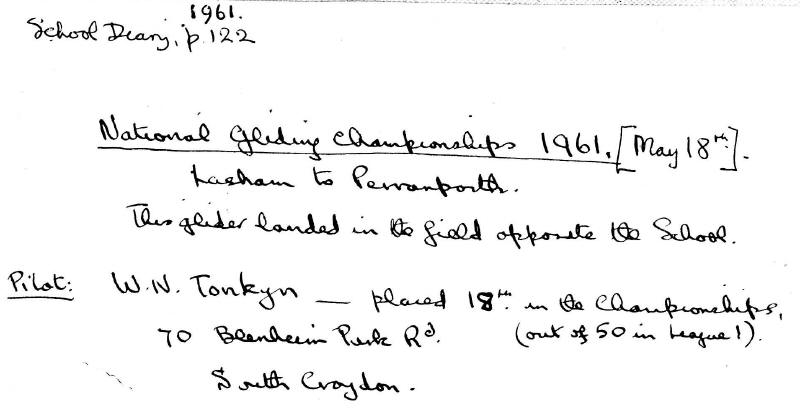 1961.
School Diary, p.122
National Gliding Championships 1961. [May 18th].
Lasham to Perranporth.
This glider landed in the field opposite the School.
Pilot: W.N. Tonkyn — placed 18th in the Championships,
70 Blenheim Park Rd. (out of 50 in League 1).
South Croydon.